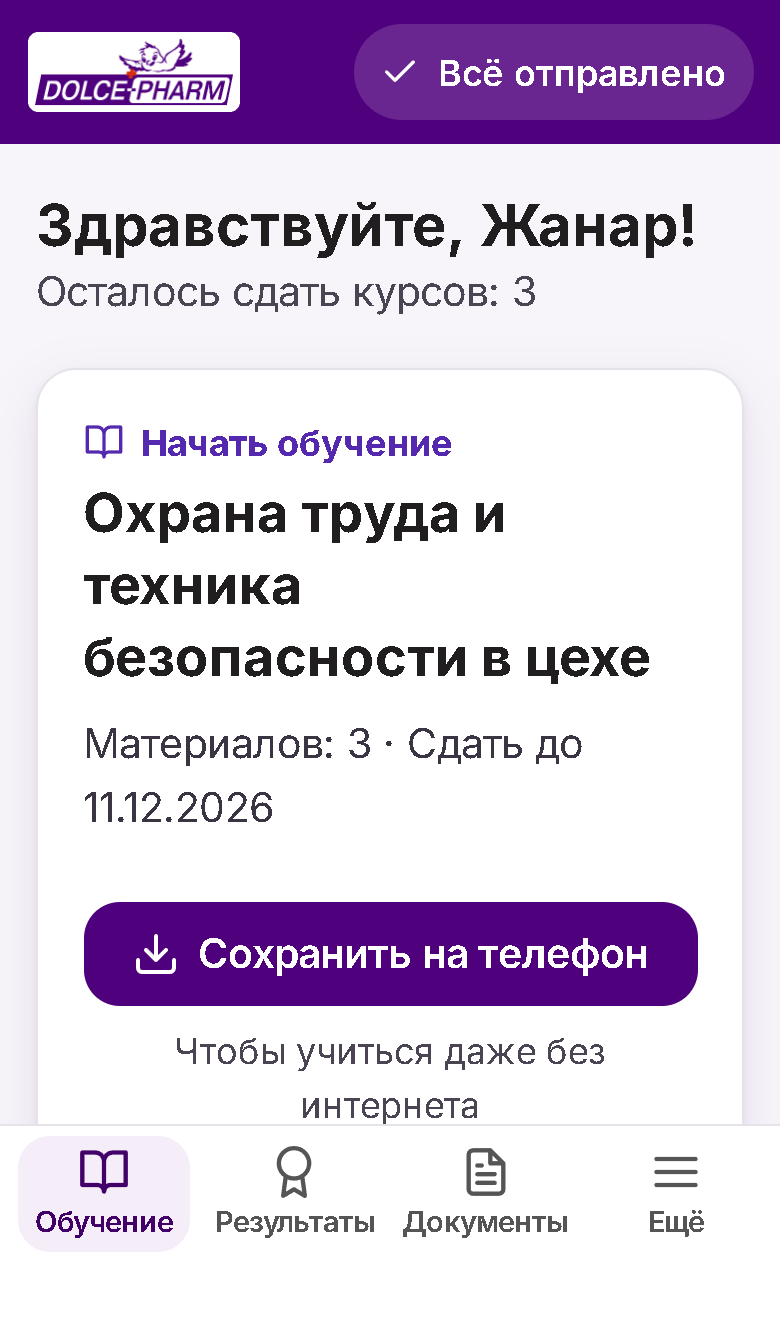 DOLCE-PHARM
Всё отправлено
Здравствуйте, Жанар!
Осталось сдать курсов: 3
Начать обучение
Охрана труда и
техника
безопасности в цехе
Материалов: 3 · Сдать до
11.12.2026
Сохранить на телефон
Чтобы учиться даже без
интернета
Обучение
Результаты
Документы
Ещё